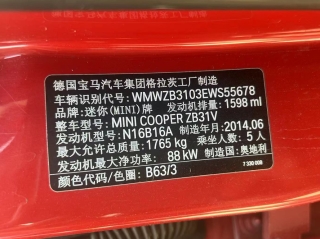 德国宝马汽车集团格拉茨工厂制造
车辆识别代号: WMWZB3103EWS55678
品牌: 迷你(MINI)牌 发动机排量: 1598 ml
整车型号: MINI COOPER ZB31V
发动机型号: N16B16A 制造年月: 2014.06
最大允许总质量: 1765 kg 乘坐人数: 5人
发动机最大净功率: 88 kW 制造国: 奥地利
颜色代码/色圈: B63/3 7 330 009